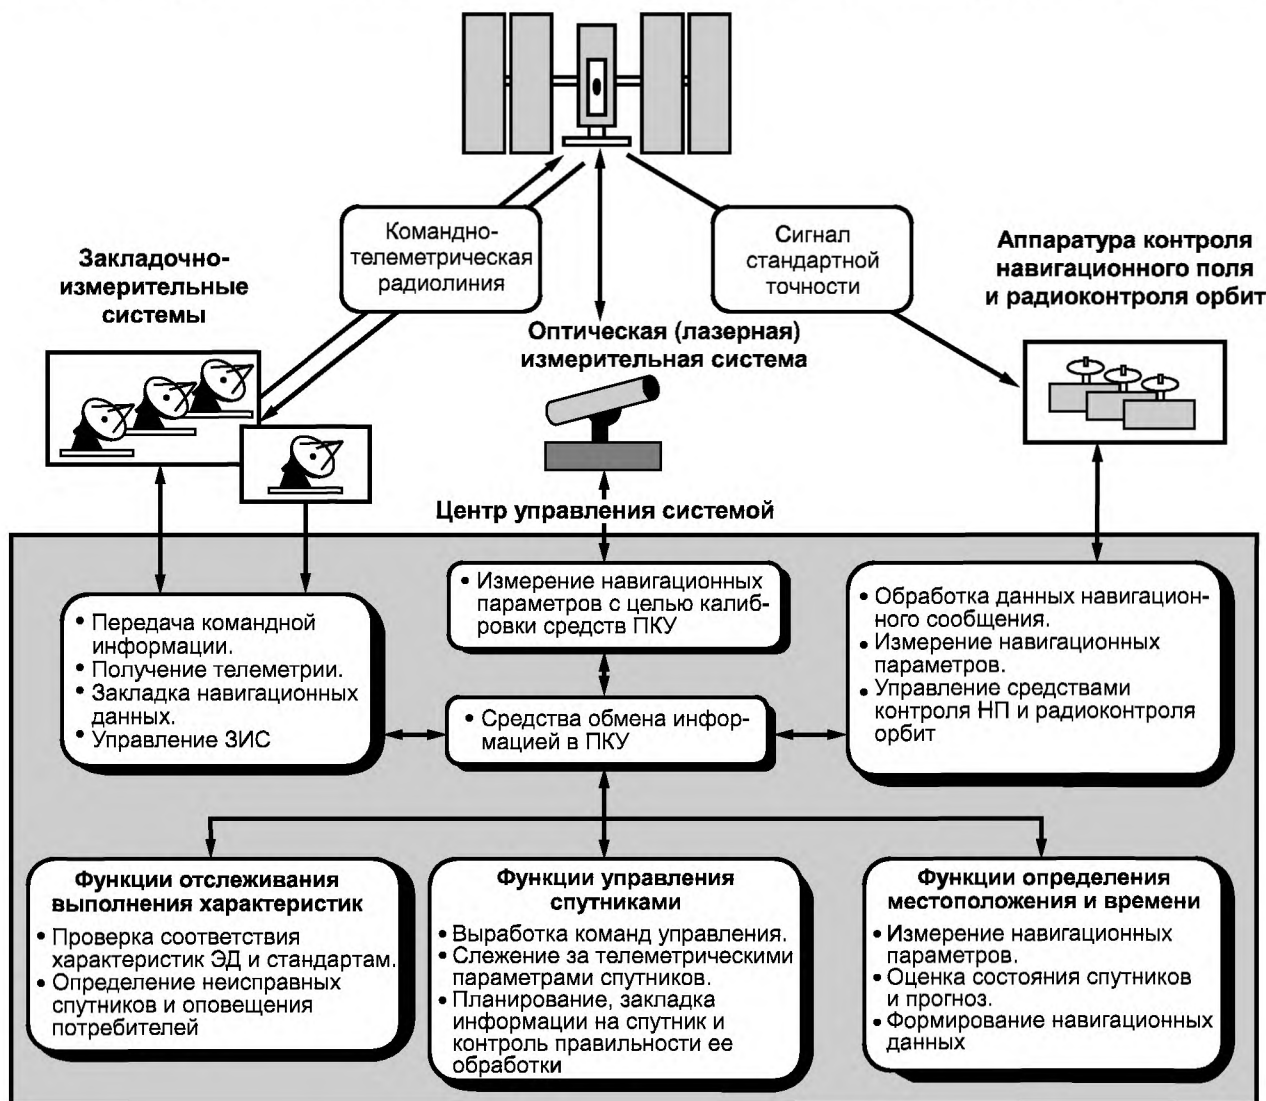 Командно-
телеметрическая
радиолиния
Сигнал
стандартной
точности
Закладочно-
измерительные
системы
Аппаратура контроля
навигационного поля
и радиоконтроля орбит
Оптическая (лазерная)
измерительная система
Центр управления системой
• Передача командной
информации.
• Получение телеметрии.
• Закладка навигационных
данных.
• Управление ЗИС
• Измерение навигационных
параметров с целью калиб-
ровки средств ПКУ
• Средства обмена инфор-
мацией в ПКУ
• Обработка данных навигацион-
ного сообщения.
• Измерение навигационных
параметров.
• Управление средствами
контроля НП и радиоконтроля
орбит
Функции отслеживания
выполнения характеристик
• Проверка соответствия
характеристик ЭД и стандартам.
• Определение неисправных
спутников и оповещения
потребителей
Функции управления
спутниками
• Выработка команд управления.
• Слежение за телеметрическими
параметрами спутников.
• Планирование, закладка
информации на спутник и
контроль правильности ее
обработки
Функции определения
местоположения и времени
• Измерение навигационных
параметров.
• Оценка состояния спутников
и прогноз.
• Формирование навигационных
данных